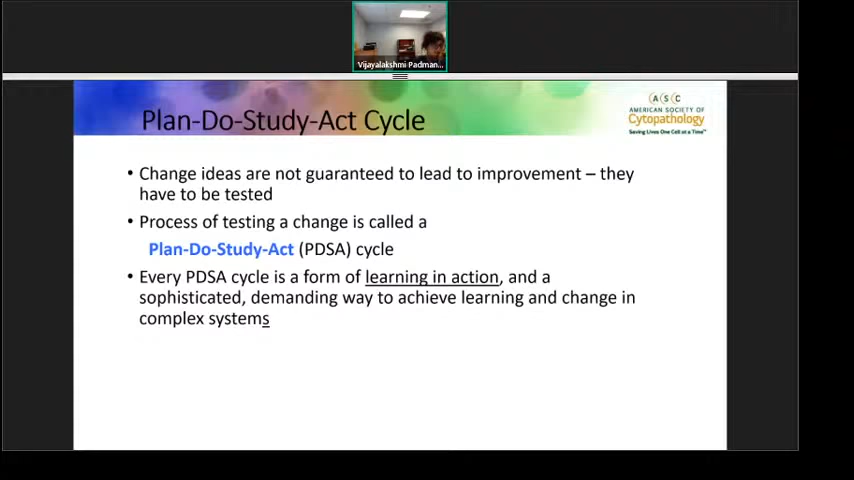 Vijayalakshmi Padman...
Plan-Do-Study-Act Cycle
ASC
AMERICAN SOCIETY OF
Cytopathology
Saving Lives One Cell at a Time™
• Change ideas are not guaranteed to lead to improvement – they
have to be tested
• Process of testing a change is called a
Plan-Do-Study-Act (PDSA) cycle
• Every PDSA cycle is a form of learning in action, and a
sophisticated, demanding way to achieve learning and change in
complex systems